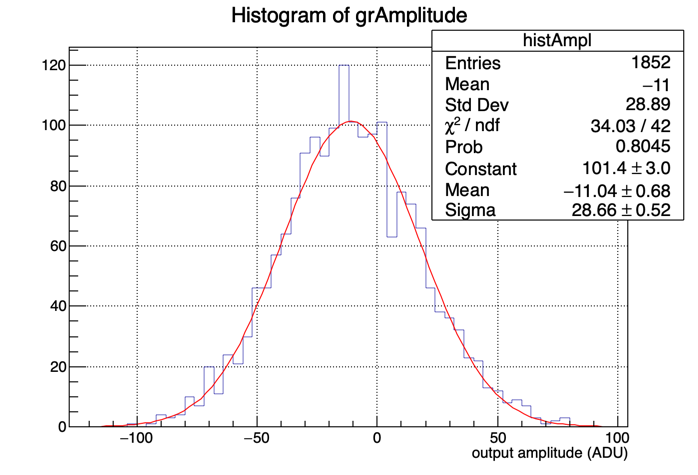 Histogram of grAmplitude
histAmpl
Entries 1852
Mean −11
Std Dev 28.89
χ² / ndf 34.03 / 42
Prob 0.8045
Constant 101.4 ± 3.0
Mean −11.04 ± 0.68
Sigma 28.66 ± 0.52
120
100
80
60
40
20
0
−100 −50 0 50 100
output amplitude (ADU)